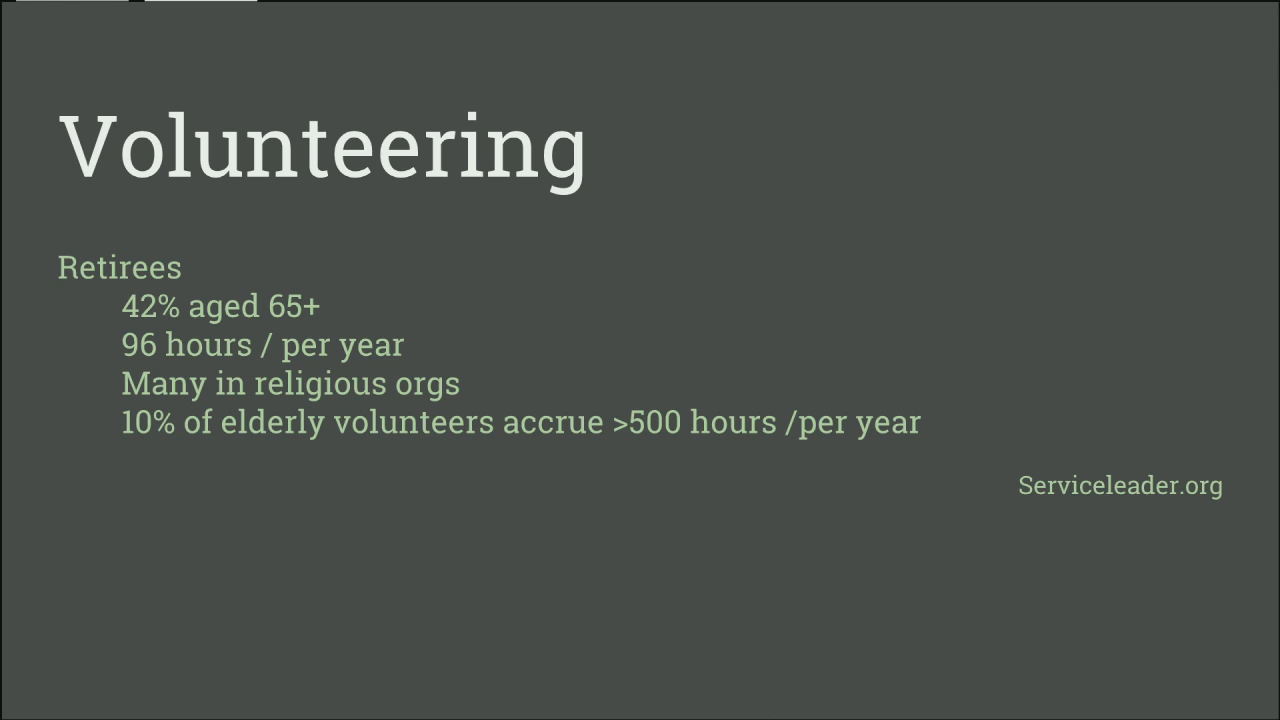 Volunteering
Retirees
42% aged 65+
96 hours / per year
Many in religious orgs
10% of elderly volunteers accrue >500 hours /per year
Serviceleader.org